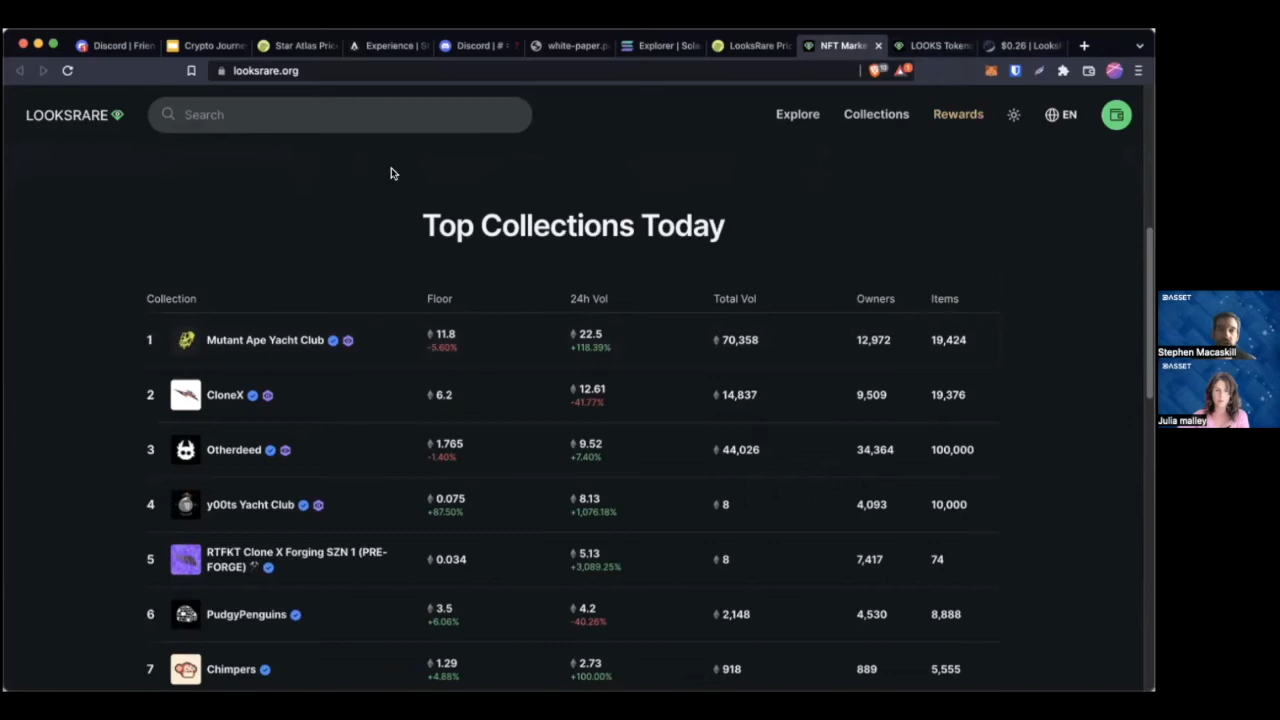 Discord | Frien
Crypto Journe
Star Atlas Pric
Experience | S
Discord | #
white-paper.p
Explorer | Sola
LooksRare Pric
NFT Marke
LOOKS Token
$0.26 | Looks
looksrare.org
LOOKSRARE
Search
Explore
Collections
Rewards
EN
Top Collections Today
Collection Floor 24h Vol Total Vol Owners Items
1 Mutant Ape Yacht Club 11.8 22.5 70,358 12,972 19,424
-5.60% +118.39%
2 CloneX 6.2 12.61 14,837 9,509 19,376
-41.77%
3 Otherdeed 1.765 9.52 44,026 34,364 100,000
-1.40% +7.40%
4 y00ts Yacht Club 0.075 8.13 8 4,093 10,000
+87.50% +1,076.18%
5 RTFKT Clone X Forging SZN 1 (PRE-
FORGE) 0.034 5.13 8 7,417 74
+3,089.25%
6 PudgyPenguins 3.5 4.2 2,148 4,530 8,888
+6.06% -40.26%
7 Chimpers 1.29 2.73 918 889 5,555
+4.88% +100.00%
ASSET
Stephen Macaskill
ASSET
Julia malley